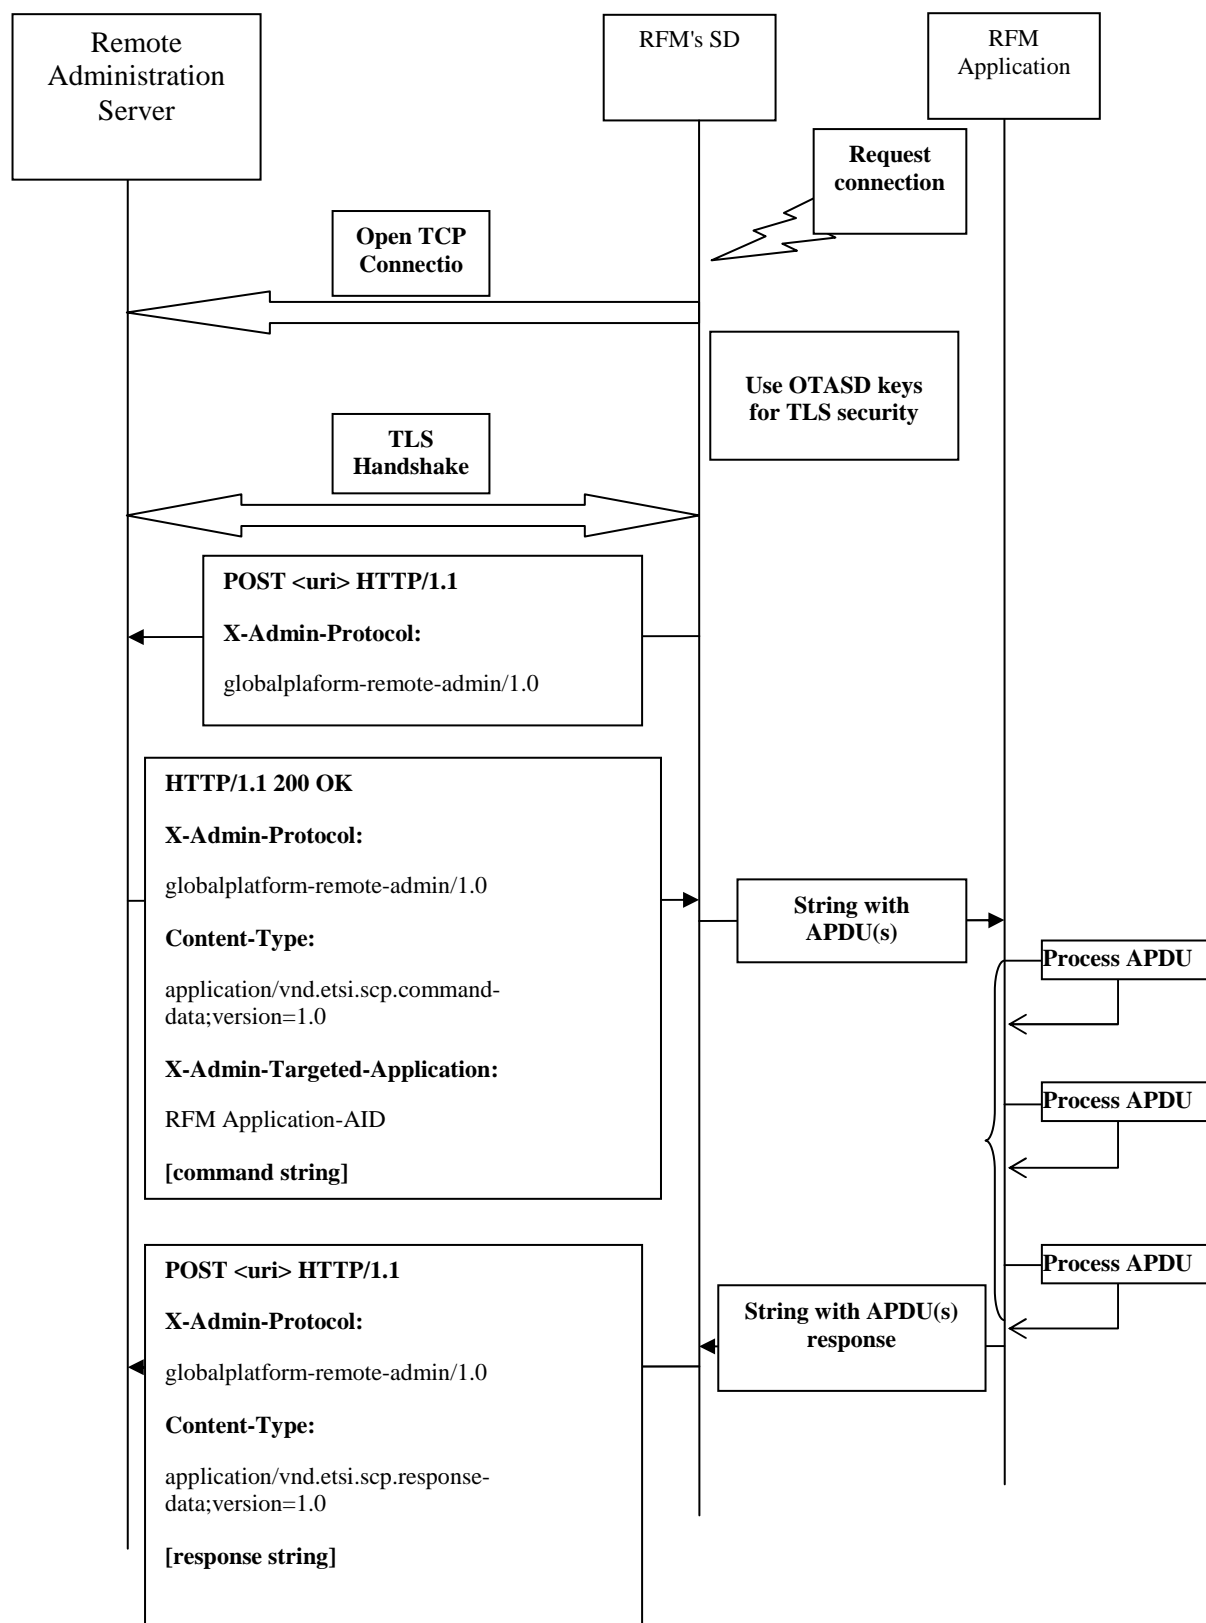 Remote
Administration
Server
RFM's SD
RFM
Application
Request
connection
Open TCP
Connectio
Use OTASD keys
for TLS security
TLS
Handshake
POST <uri> HTTP/1.1
X-Admin-Protocol:
globalplaform-remote-admin/1.0
HTTP/1.1 200 OK
X-Admin-Protocol:
globalplatform-remote-admin/1.0
Content-Type:
application/vnd.etsi.scp.command-
data;version=1.0
X-Admin-Targeted-Application:
RFM Application-AID
[command string]
String with
APDU(s)
Process APDU
Process APDU
Process APDU
String with APDU(s)
response
POST <uri> HTTP/1.1
X-Admin-Protocol:
globalplatform-remote-admin/1.0
Content-Type:
application/vnd.etsi.scp.response-
data;version=1.0
[response string]